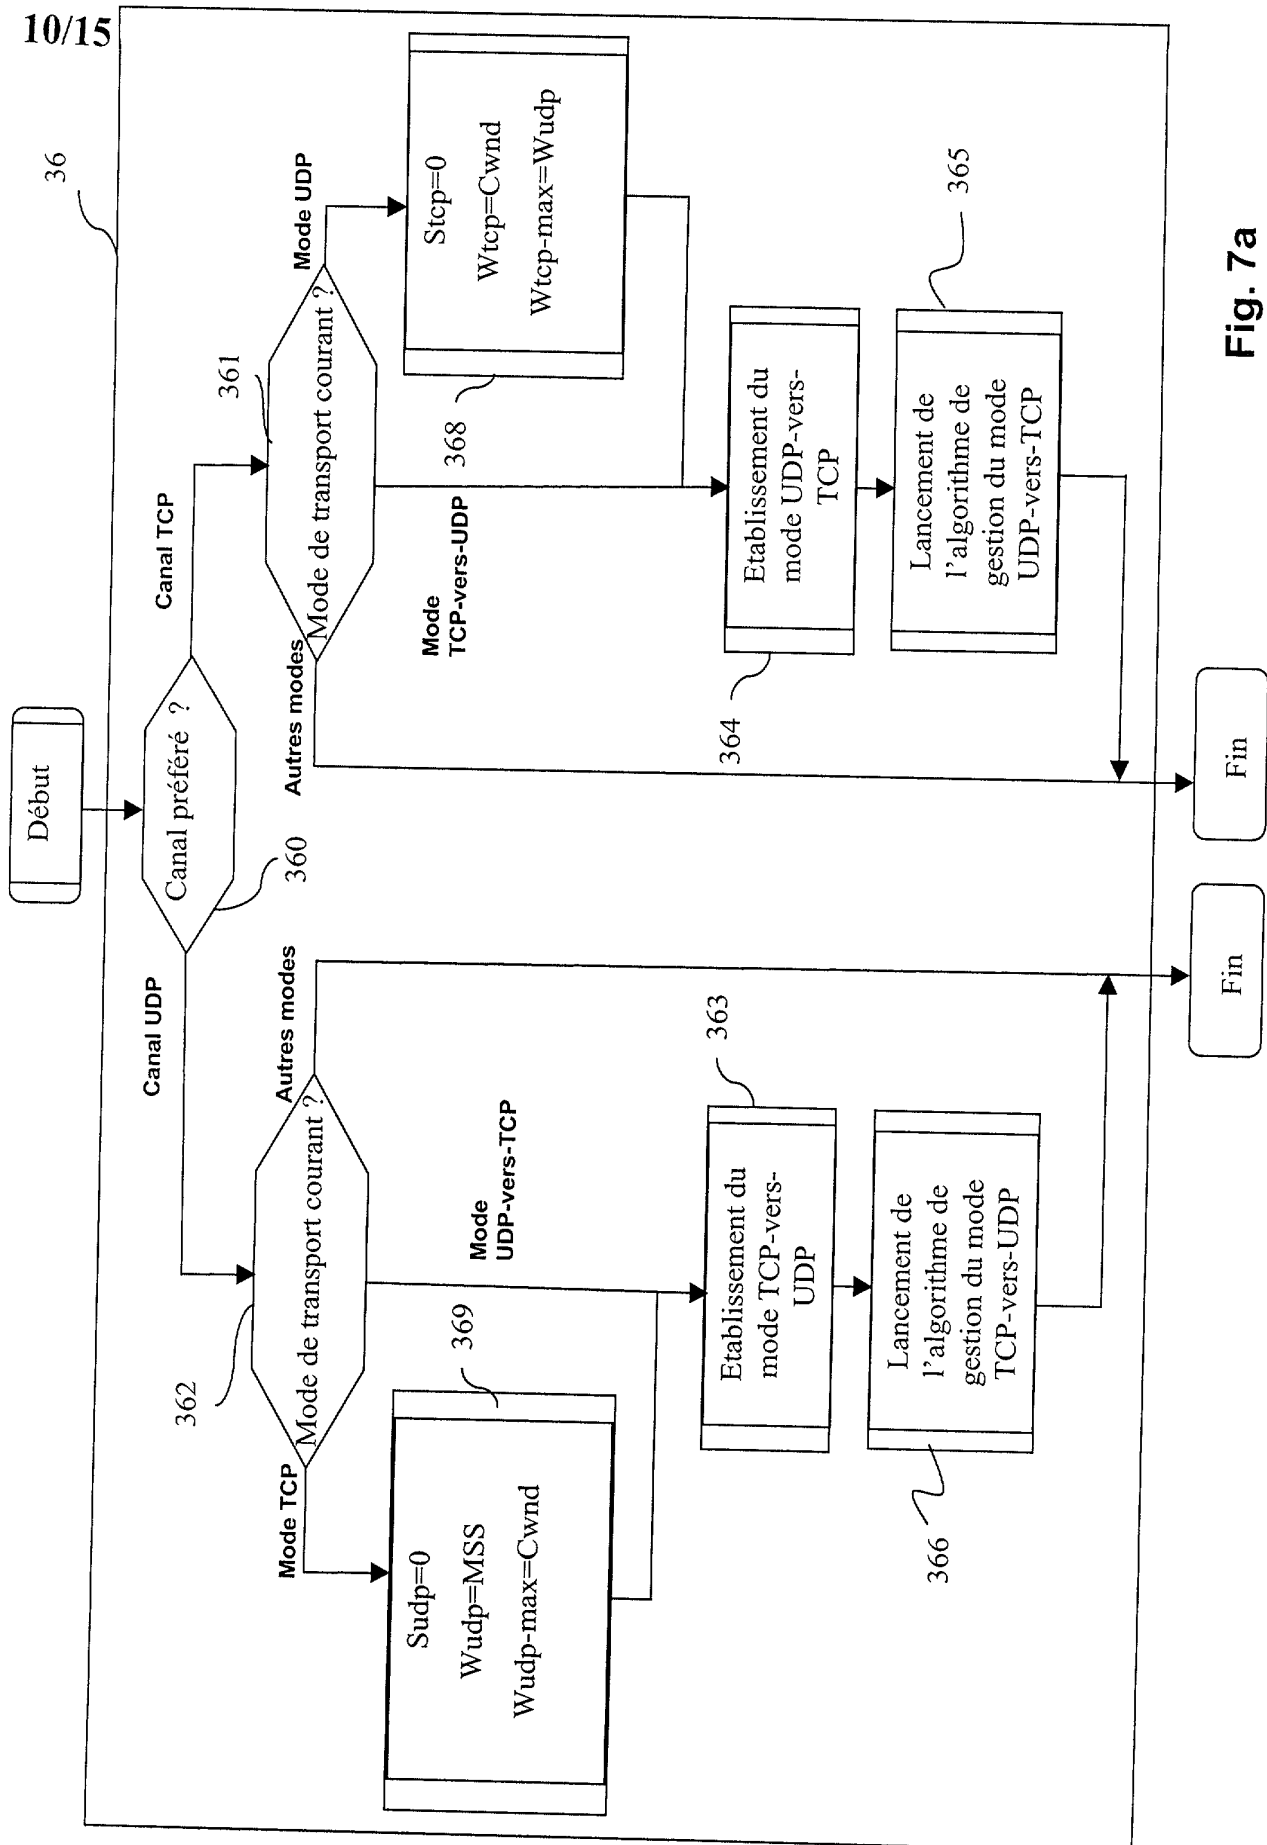 10/15
36
Début
Canal préféré ?
360
Canal UDP
Canal TCP
362
Mode de transport courant ?
361
Mode de transport courant ?
Mode TCP
Autres modes
Autres modes
Mode UDP
Mode
UDP-vers-TCP
Mode
TCP-vers-UDP
369
Sudp=0
Wudp=MSS
Wudp-max=Cwnd
368
Stcp=0
Wtcp=Cwnd
Wtcp-max=Wudp
363
Etablissement du
mode TCP-vers-
UDP
364
Etablissement du
mode UDP-vers-
TCP
366
Lancement de
l'algorithme de
gestion du mode
TCP-vers-UDP
365
Lancement de
l'algorithme de
gestion du mode
UDP-vers-TCP
Fin
Fin
Fig. 7a